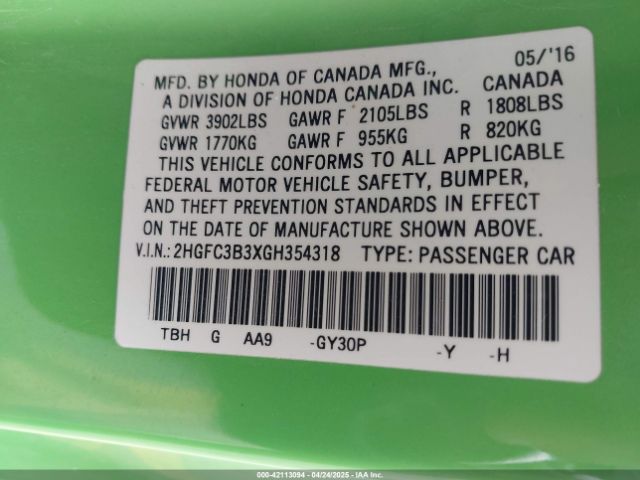 05/'16
MFD. BY HONDA OF CANADA MFG., CANADA
A DIVISION OF HONDA CANADA INC.
GVWR 3902LBS GAWR F 2105LBS R 1808LBS
GVWR 1770KG GAWR F 955KG R 820KG
THIS VEHICLE CONFORMS TO ALL APPLICABLE
FEDERAL MOTOR VEHICLE SAFETY, BUMPER,
AND THEFT PREVENTION STANDARDS IN EFFECT
ON THE DATE OF MANUFACTURE SHOWN ABOVE.
V.I.N.: 2HGFC3B3XGH354318 TYPE: PASSENGER CAR
TBH G AA9 -GY30P -Y -H
000-42113094 - 04/24/2025 - IAA Inc.